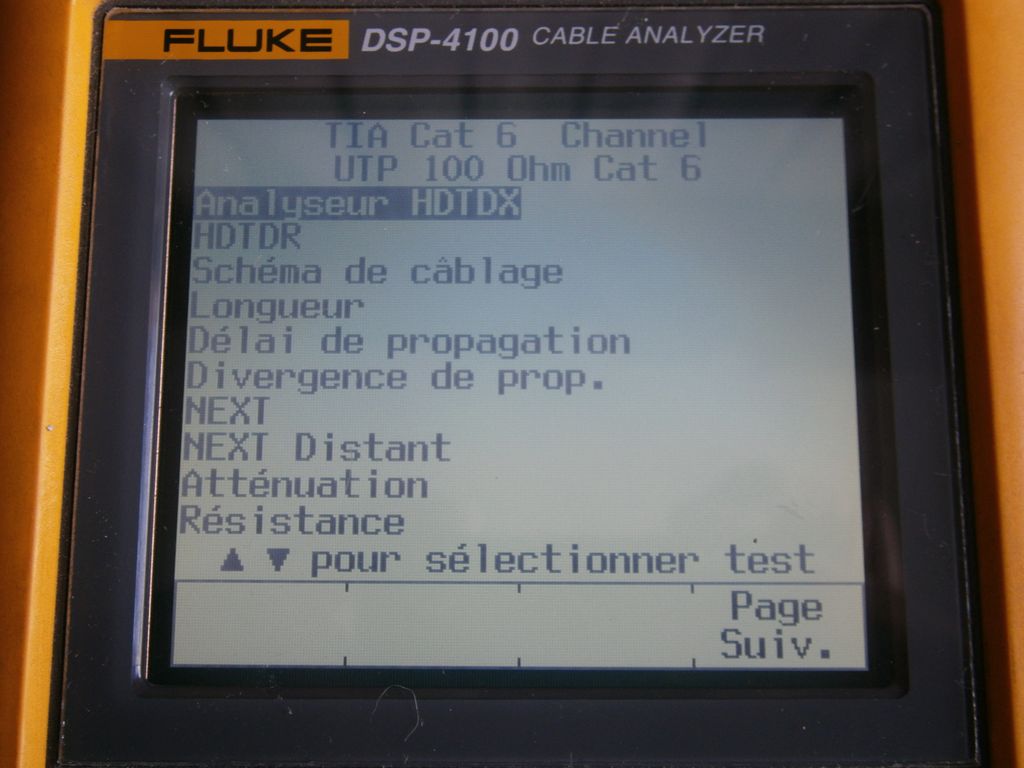 FLUKE DSP-4100 CABLE ANALYZER
TIA Cat 6 Channel
UTP 100 Ohm Cat 6
Analyseur HDTDX
HDTDR
Schéma de câblage
Longueur
Délai de propagation
Divergence de prop.
NEXT
NEXT Distant
Atténuation
Résistance
▲ ▼ pour sélectionner test
Page
Suiv.